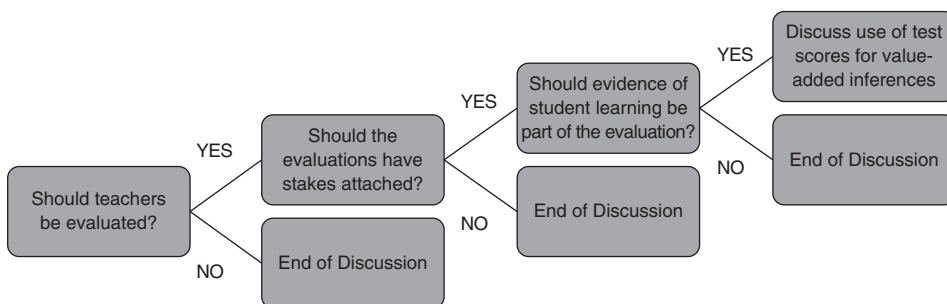 Should teachers
be evaluated?
YES
NO
Should the
evaluations have
stakes attached?
End of Discussion
YES
NO
Should evidence of
student learning be
part of the evaluation?
End of Discussion
YES
NO
Discuss use of test
scores for value-
added inferences
End of Discussion